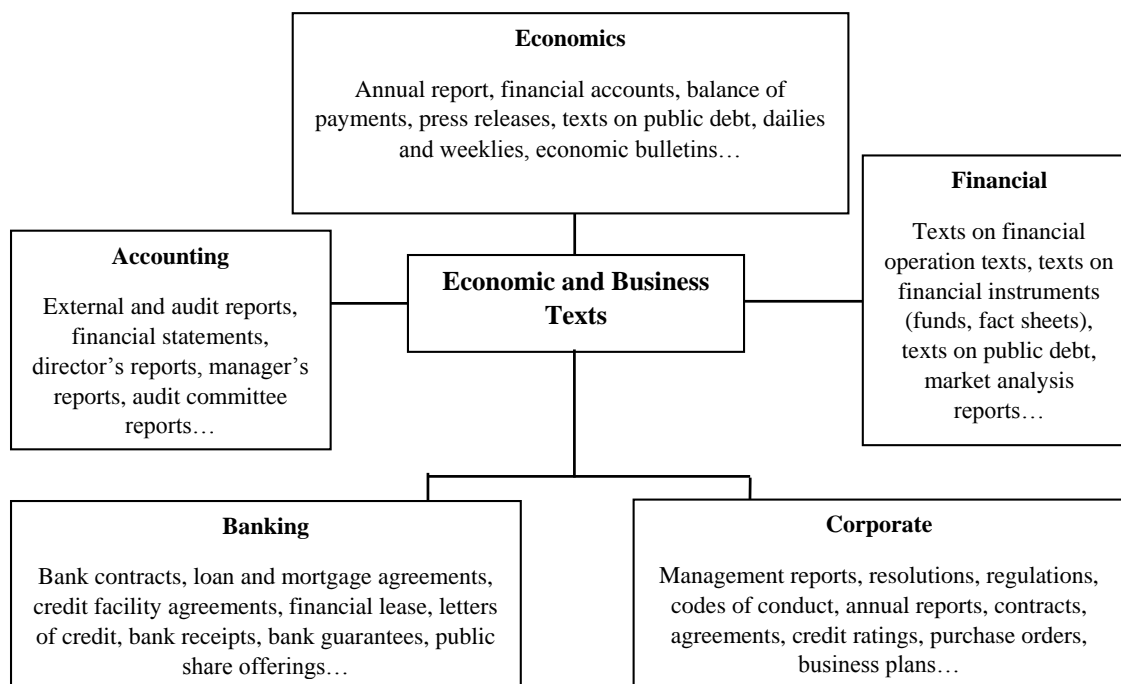 Economics
Annual report, financial accounts, balance of
payments, press releases, texts on public debt, dailies
and weeklies, economic bulletins…
Financial
Texts on financial
operation texts, texts on
financial instruments
(funds, fact sheets),
texts on public debt,
market analysis
reports…
Accounting
External and audit reports,
financial statements,
director’s reports, manager’s
reports, audit committee
reports…
Economic and Business
Texts
Banking
Bank contracts, loan and mortgage agreements,
credit facility agreements, financial lease, letters
of credit, bank receipts, bank guarantees, public
share offerings…
Corporate
Management reports, resolutions, regulations,
codes of conduct, annual reports, contracts,
agreements, credit ratings, purchase orders,
business plans…